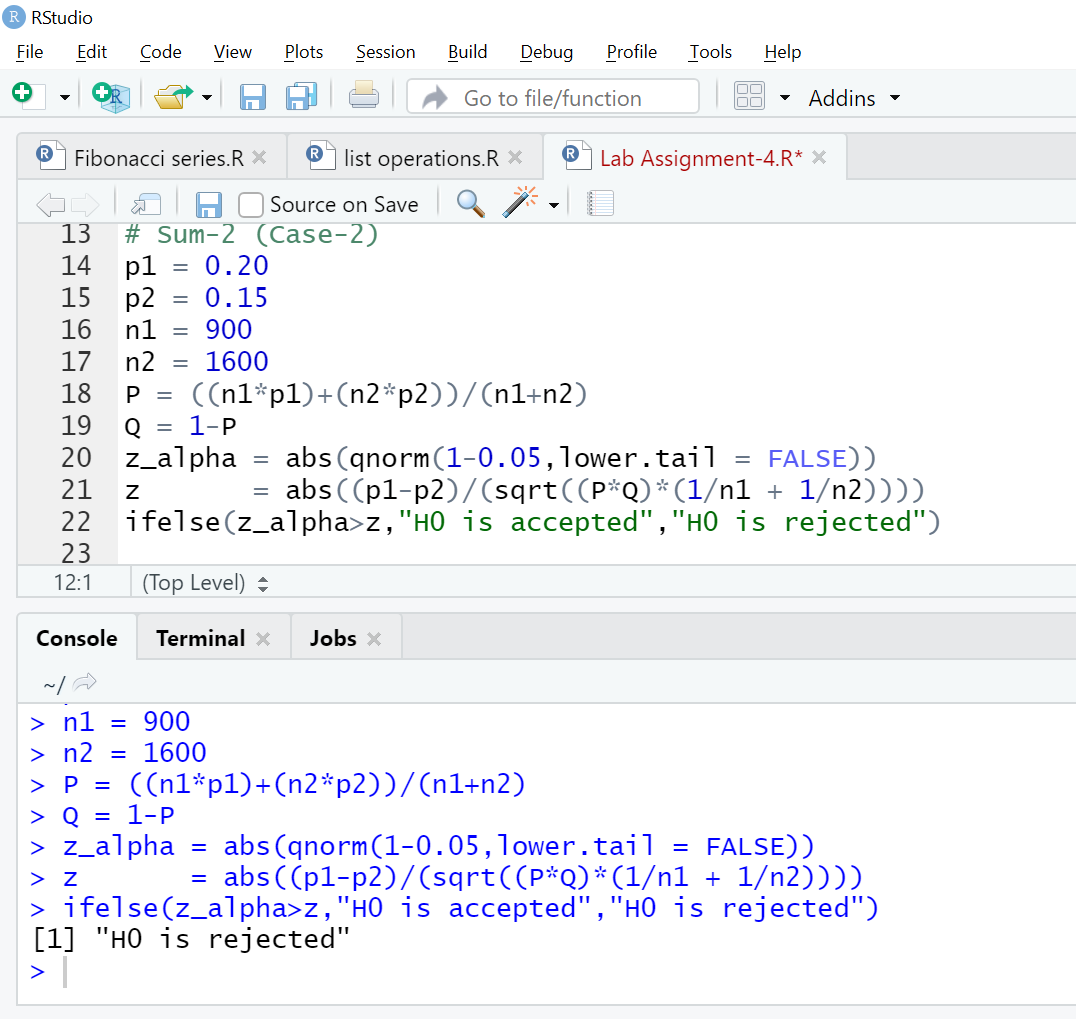 R RStudio
File Edit Code View Plots Session Build Debug Profile Tools Help
Go to file/function Addins
Fibonacci series.R list operations.R Lab Assignment-4.R*
Source on Save
13 # Sum-2 (Case-2)
14 p1 = 0.20
15 p2 = 0.15
16 n1 = 900
17 n2 = 1600
18 P = ((n1*p1)+(n2*p2))/(n1+n2)
19 Q = 1-P
20 z_alpha = abs(qnorm(1-0.05,lower.tail = FALSE))
21 z       = abs((p1-p2)/(sqrt((P*Q)*(1/n1 + 1/n2))))
22 ifelse(z_alpha>z,"HO is accepted","HO is rejected")
23
12:1 (Top Level)
Console Terminal Jobs
~/
> n1 = 900
> n2 = 1600
> P = ((n1*p1)+(n2*p2))/(n1+n2)
> Q = 1-P
> z_alpha = abs(qnorm(1-0.05,lower.tail = FALSE))
> z       = abs((p1-p2)/(sqrt((P*Q)*(1/n1 + 1/n2))))
> ifelse(z_alpha>z,"HO is accepted","HO is rejected")
[1] "HO is rejected"
>